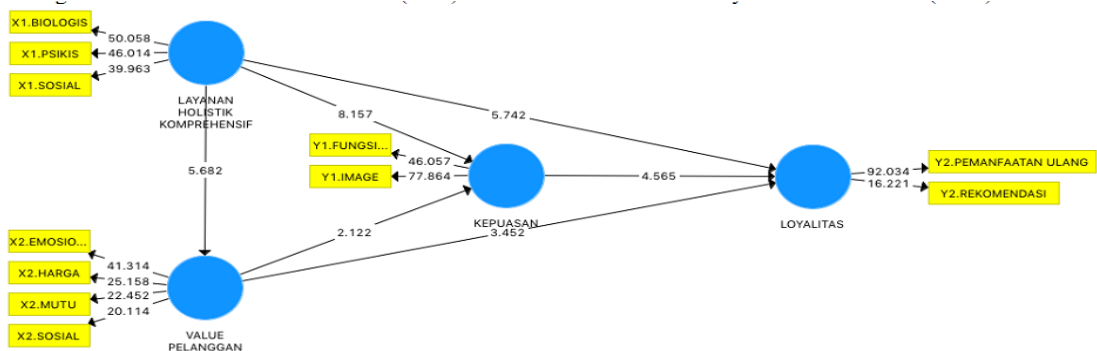 X1.BIOLOGIS
50.058
X1.PSIKIS
46.014
39.963
X1.SOSIAL
LAYANAN
HOLISTIK
KOMPREHENSIF
8.157
5.742
Y1.FUNGSI...
46.057
Y1.IMAGE
77.864
5.682
4.565
92.034
Y2.PEMANFAATAN ULANG
16.221
Y2.REKOMENDASI
KEPUASAN
LOYALITAS
2.122
3.452
X2.EMOSIO...
41.314
X2.HARGA
25.158
22.452
X2.MUTU
20.114
X2.SOSIAL
VALUE
PELANGGAN